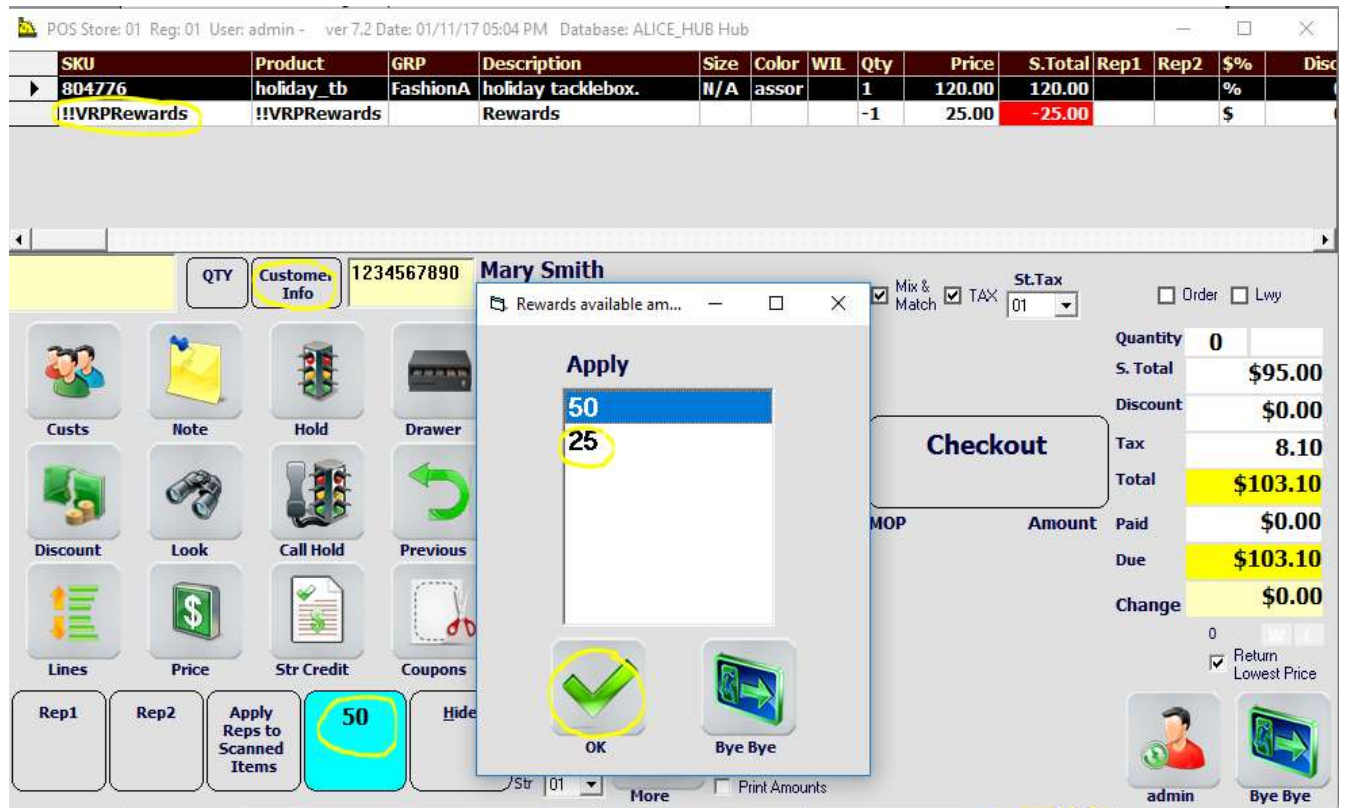 POS Store: 01 Reg: 01 User: admin - ver 7.2 Date: 01/11/17 05:04 PM Database: ALICE_HUB Hub
SKU Product GRP Description Size Color WIL Qty Price S.Total Rep1 Rep2 $% Disc
804776 holiday_tb FashionA holiday tacklebox. N/A assor 1 120.00 120.00 %
!!VRPRewards !!VRPRewards Rewards -1 25.00 -25.00 $
QTY
Customer Info
1234567890
Mary Smith
Mix & Match
TAX
St.Tax
01
Order
Lwy
Rewards available am...
Apply
50
25
OK
Bye Bye
Custs
Note
Hold
Drawer
Discount
Look
Call Hold
Previous
Lines
Price
Str Credit
Coupons
Checkout
MOP Amount
Quantity 0
S. Total $95.00
Discount $0.00
Tax 8.10
Total $103.10
Paid $0.00
Due $103.10
Change $0.00
0 W L
Return
Lowest Price
Rep1
Rep2
Apply
Reps to
Scanned
Items
50
Hide
Str 01
More
Print Amounts
admin
Bye Bye